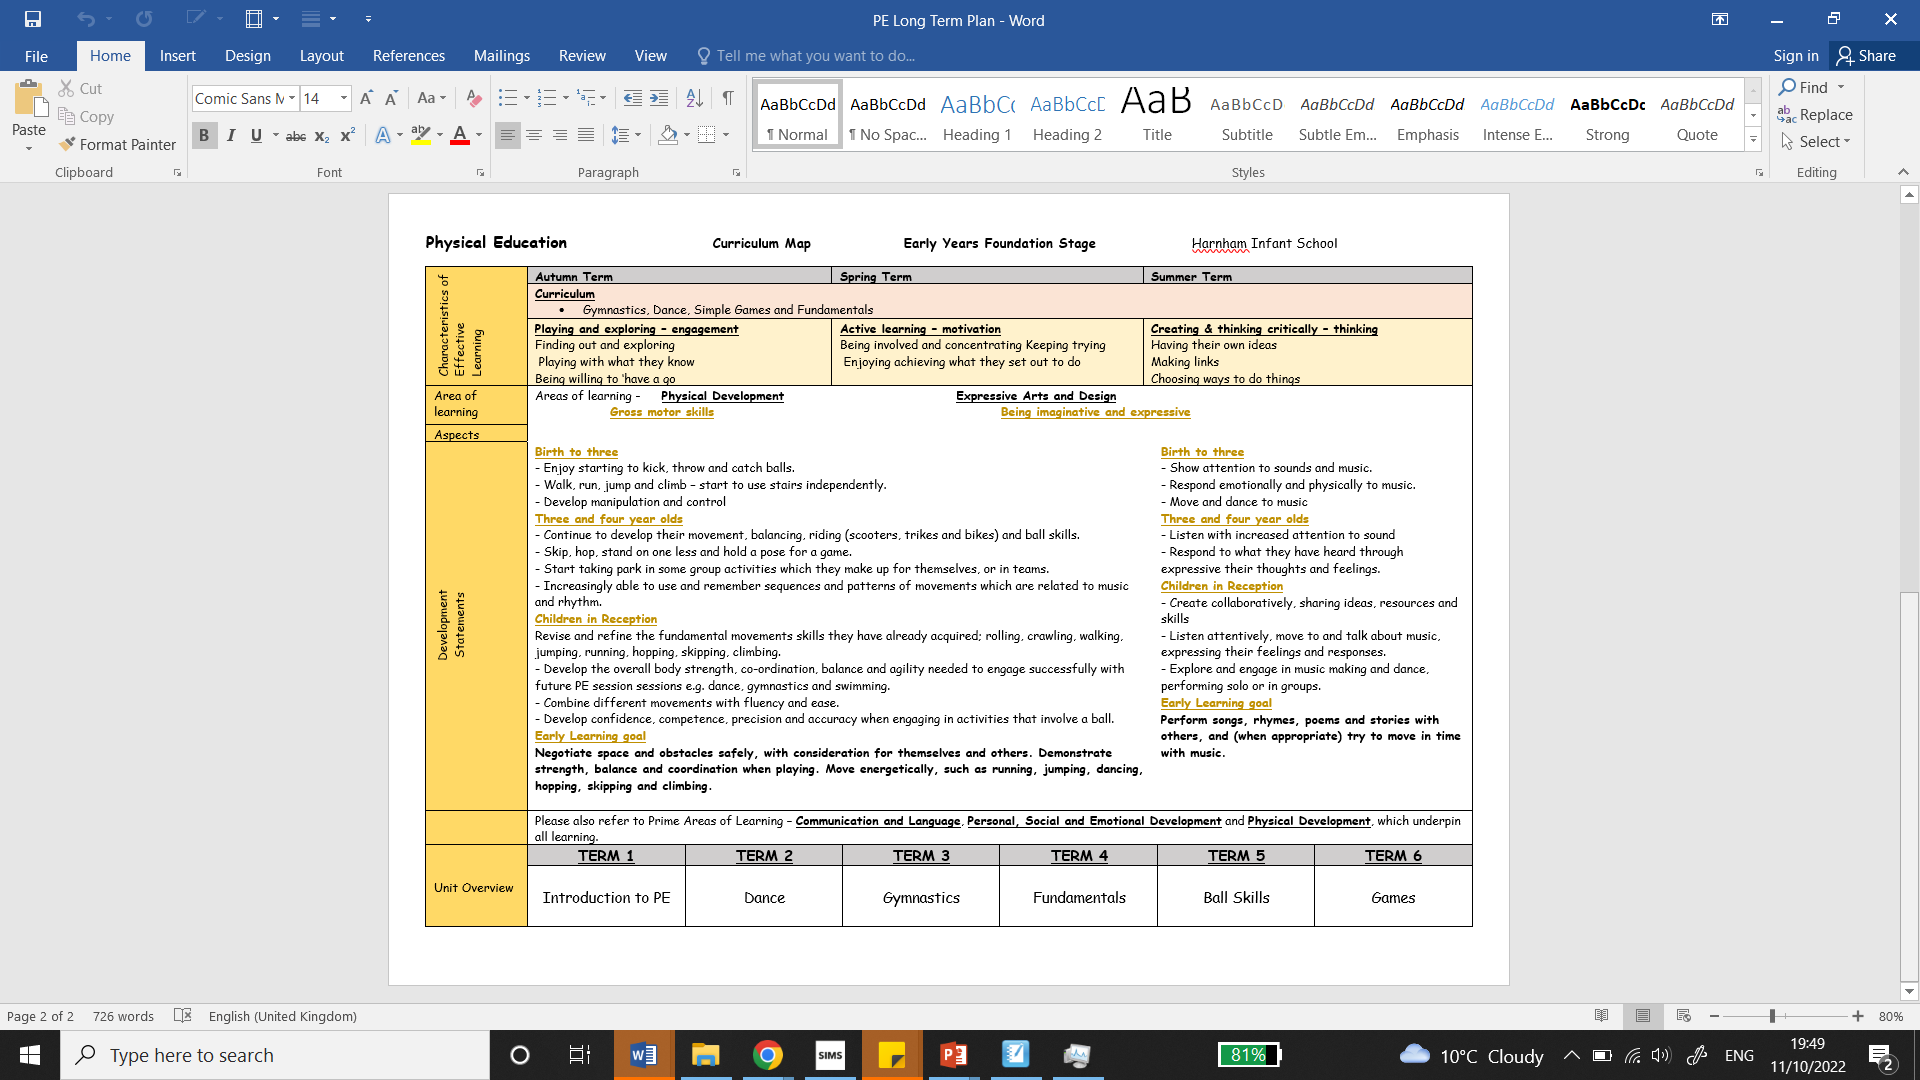 PE Long Term Plan - Word
File Home Insert Design Layout References Mailings Review View Tell me what you want to do... Sign in Share
Paste
Cut
Copy
Format Painter
Clipboard
Comic Sans M 14
Font
Paragraph
AaBbCcDd AaBbCcDd AaBbCc AaBbCcD AaB AaBbCcD AaBbCcDd AaBbCcDd AaBbCcDd AaBbCcDc AaBbCcDd
¶ Normal ¶ No Spac... Heading 1 Heading 2 Title Subtitle Subtle Em... Emphasis Intense E... Strong Quote
Styles
Find
Replace
Select
Editing
Physical Education Curriculum Map Early Years Foundation Stage Harnham Infant School
Characteristics of
Effective
Learning
Autumn Term Spring Term Summer Term
Curriculum
• Gymnastics, Dance, Simple Games and Fundamentals
Playing and exploring – engagement
Finding out and exploring
Playing with what they know
Being willing to 'have a go
Active learning – motivation
Being involved and concentrating Keeping trying
Enjoying achieving what they set out to do
Creating & thinking critically – thinking
Having their own ideas
Making links
Choosing ways to do things
Area of
learning
Areas of learning – Physical Development Expressive Arts and Design
Gross motor skills Being imaginative and expressive
Aspects
Development
Statements
Birth to three
- Enjoy starting to kick, throw and catch balls.
- Walk, run, jump and climb – start to use stairs independently.
- Develop manipulation and control
Three and four year olds
- Continue to develop their movement, balancing, riding (scooters, trikes and bikes) and ball skills.
- Skip, hop, stand on one less and hold a pose for a game.
- Start taking park in some group activities which they make up for themselves, or in teams.
- Increasingly able to use and remember sequences and patterns of movements which are related to music
and rhythm.
Children in Reception
Revise and refine the fundamental movements skills they have already acquired; rolling, crawling, walking,
jumping, running, hopping, skipping, climbing.
- Develop the overall body strength, co-ordination, balance and agility needed to engage successfully with
future PE session sessions e.g. dance, gymnastics and swimming.
- Combine different movements with fluency and ease.
- Develop confidence, competence, precision and accuracy when engaging in activities that involve a ball.
Early Learning goal
Negotiate space and obstacles safely, with consideration for themselves and others. Demonstrate
strength, balance and coordination when playing. Move energetically, such as running, jumping, dancing,
hopping, skipping and climbing.
Birth to three
- Show attention to sounds and music.
- Respond emotionally and physically to music.
- Move and dance to music
Three and four year olds
- Listen with increased attention to sound
- Respond to what they have heard through
expressive their thoughts and feelings.
Children in Reception
- Create collaboratively, sharing ideas, resources and
skills
- Listen attentively, move to and talk about music,
expressing their feelings and responses.
- Explore and engage in music making and dance,
performing solo or in groups.
Early Learning goal
Perform songs, rhymes, poems and stories with
others, and (when appropriate) try to move in time
with music.
Please also refer to Prime Areas of Learning – Communication and Language, Personal, Social and Emotional Development and Physical Development, which underpin
all learning.
Unit Overview
TERM 1 TERM 2 TERM 3 TERM 4 TERM 5 TERM 6
Introduction to PE Dance Gymnastics Fundamentals Ball Skills Games
Page 2 of 2 726 words English (United Kingdom) 80%
Type here to search
SIMS
81%
10°C Cloudy
ENG
19:49
11/10/2022
2